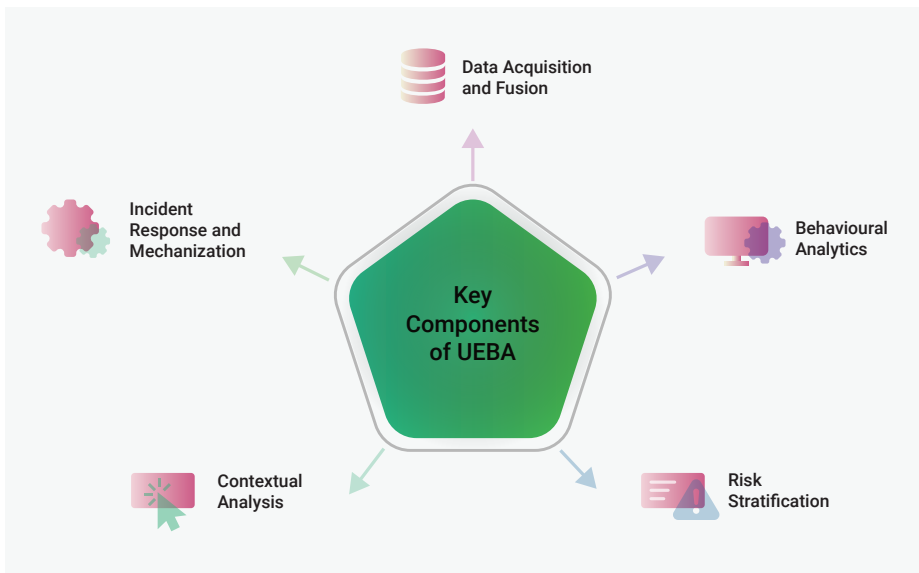 Data Acquisition
and Fusion
Incident
Response and
Mechanization
Behavioural
Analytics
Key
Components
of UEBA
Contextual
Analysis
Risk
Stratification